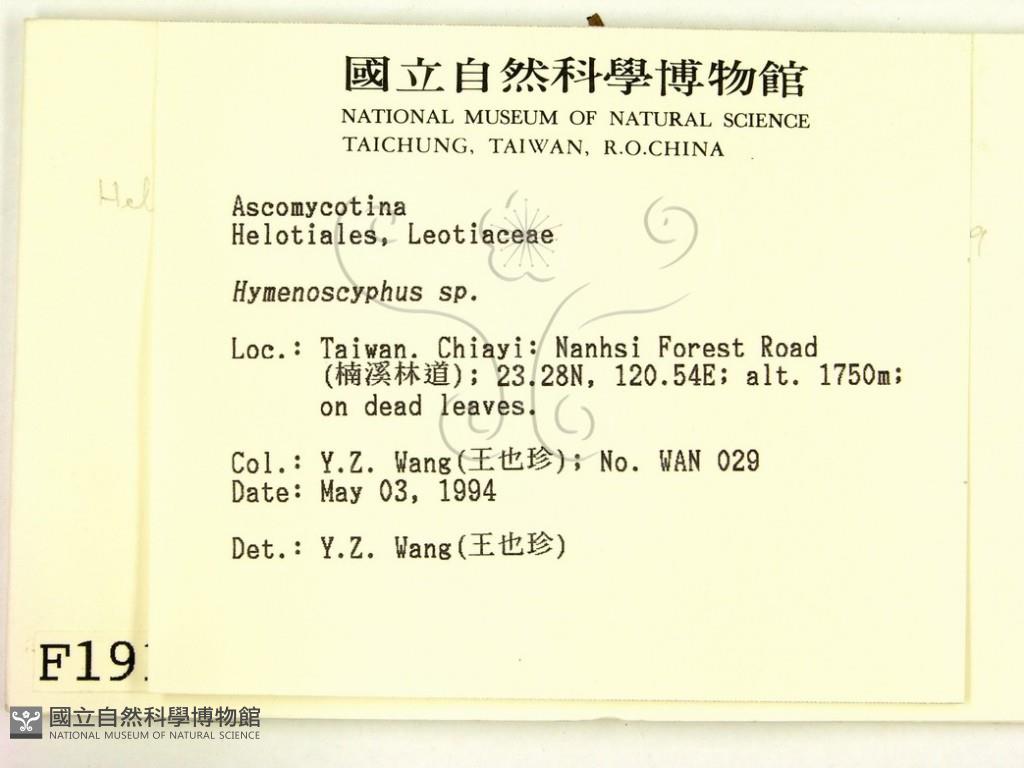 國立自然科學博物館
NATIONAL MUSEUM OF NATURAL SCIENCE
TAICHUNG, TAIWAN, R.O.CHINA
Ascomycotina
Helotiales, Leotiaceae
Hymenoscyphus sp.
Loc.: Taiwan. Chiayi: Nanhsi Forest Road
(楠溪林道); 23.28N, 120.54E; alt. 1750m;
on dead leaves.
Col.: Y.Z. Wang(王也珍); No. WAN 029
Date: May 03, 1994
Det.: Y.Z. Wang(王也珍)
Hel
F19
國立自然科學博物館
NATIONAL MUSEUM OF NATURAL SCIENCE